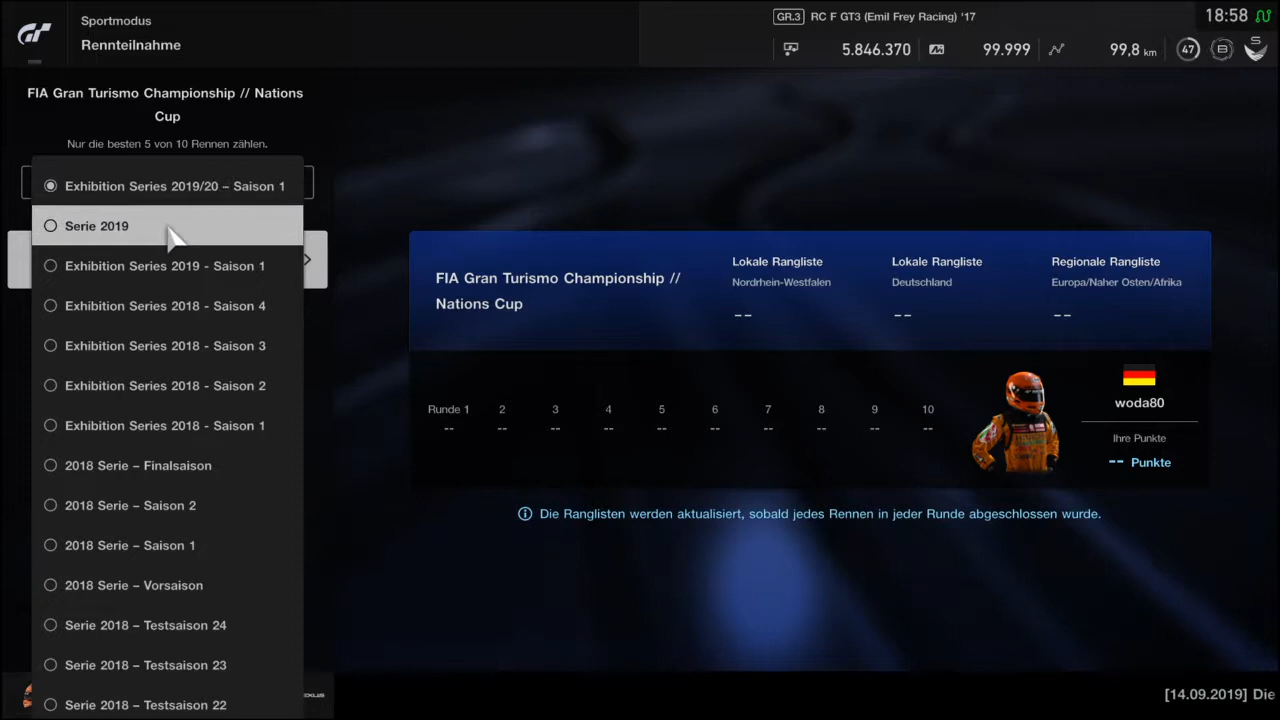 Sportmodus
Rennteilnahme
GR.3 RC F GT3 (Emil Frey Racing) '17
18:58
5.846.370
99.999
99,8 km
47
B
S
FIA Gran Turismo Championship // Nations
Cup
Nur die besten 5 von 10 Rennen zählen.
Exhibition Series 2019/20 – Saison 1
Serie 2019
Exhibition Series 2019 - Saison 1
Exhibition Series 2018 - Saison 4
Exhibition Series 2018 - Saison 3
Exhibition Series 2018 - Saison 2
Exhibition Series 2018 - Saison 1
2018 Serie – Finalsaison
2018 Serie – Saison 2
2018 Serie – Saison 1
2018 Serie – Vorsaison
Serie 2018 – Testsaison 24
Serie 2018 – Testsaison 23
Serie 2018 – Testsaison 22
FIA Gran Turismo Championship //
Nations Cup
Lokale Rangliste
Nordrhein-Westfalen
--
Lokale Rangliste
Deutschland
--
Regionale Rangliste
Europa/Naher Osten/Afrika
--
Runde 1 2 3 4 5 6 7 8 9 10
-- -- -- -- -- -- -- -- -- --
woda80
Ihre Punkte
-- Punkte
Die Ranglisten werden aktualisiert, sobald jedes Rennen in jeder Runde abgeschlossen wurde.
[14.09.2019] Die